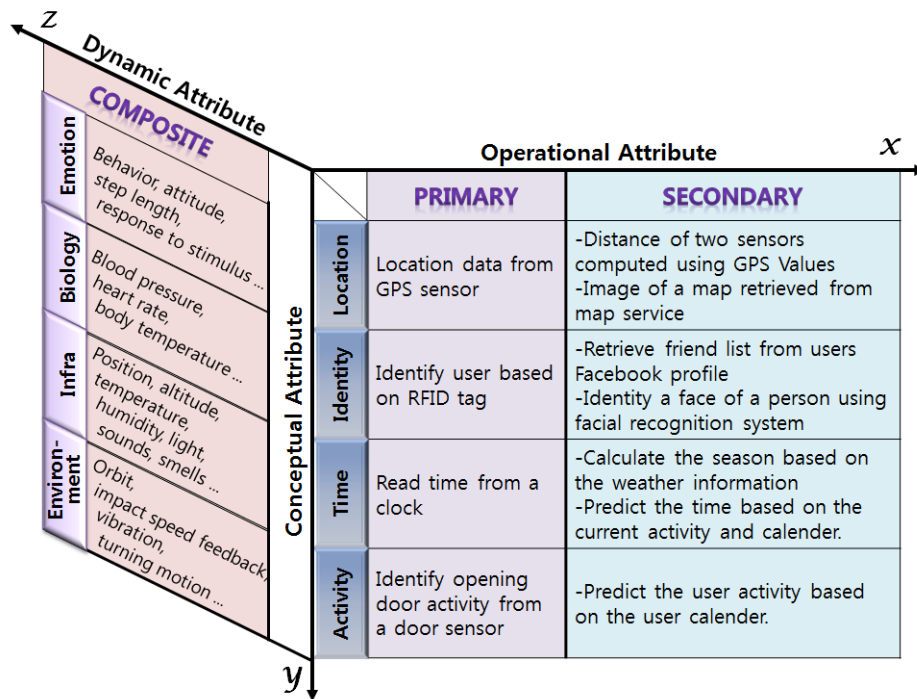 z
Dynamic Attribute
COMPOSITE
Emotion
Behavior, attitude,
step length,
response to stimulus ...
Biology
Blood pressure,
heart rate,
body temperature ...
Infra
Position, altitude,
temperature,
humidity, light,
sounds, smells ...
Environ-
ment
Orbit,
impact speed feedback,
vibration,
turning motion ...
Conceptual Attribute
y
Operational Attribute
x
PRIMARY
SECONDARY
Location
Location data from
GPS sensor
-Distance of two sensors
computed using GPS Values
-Image of a map retrieved from
map service
Identity
Identify user based
on RFID tag
-Retrieve friend list from users
Facebook profile
-Identity a face of a person using
facial recognition system
Time
Read time from a
clock
-Calculate the season based on
the weather information
-Predict the time based on the
current activity and calender.
Activity
Identify opening
door activity from
a door sensor
-Predict the user activity based
on the user calender.